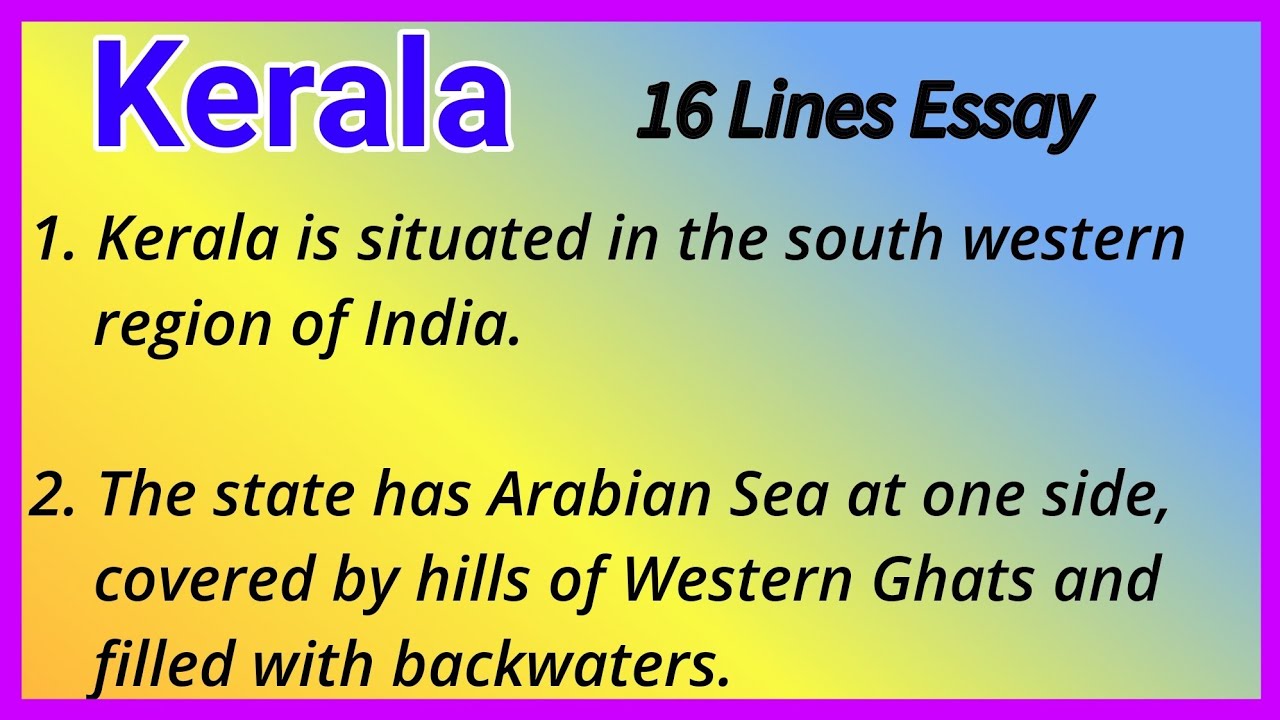 Kerala 16 Lines Essay
1. Kerala is situated in the south western
region of India.
2. The state has Arabian Sea at one side,
covered by hills of Western Ghats and
filled with backwaters.